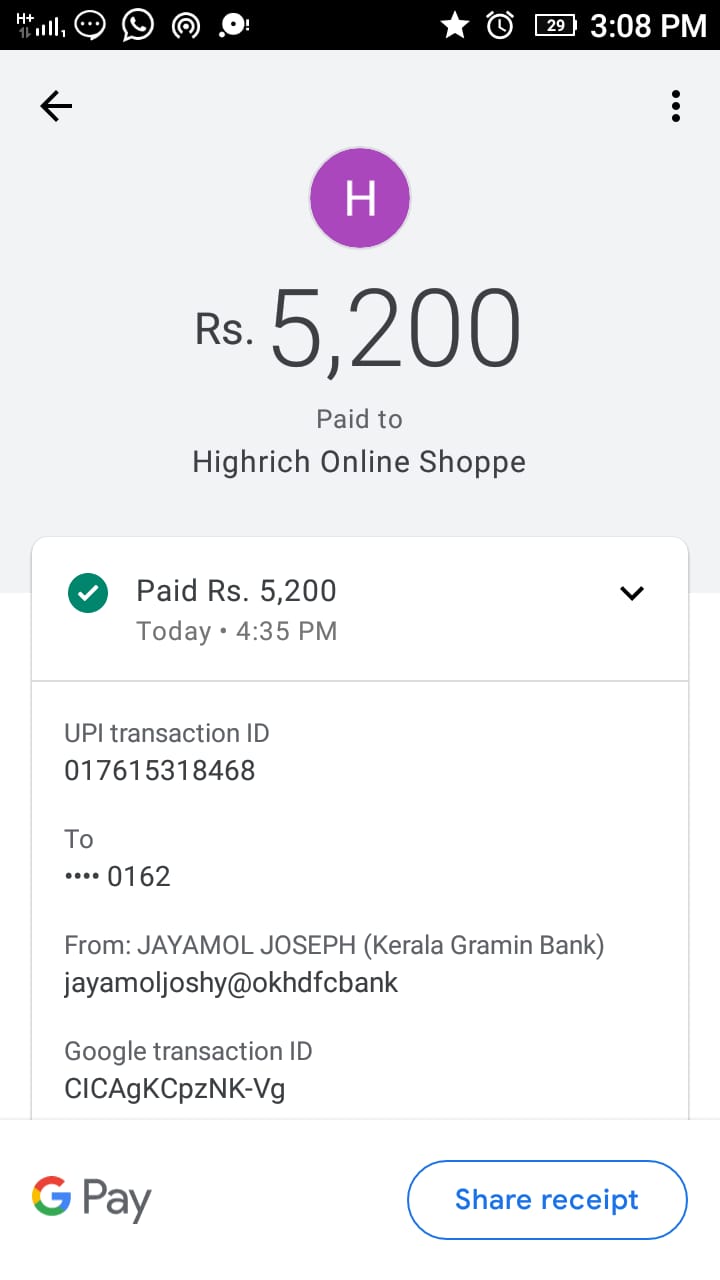 H+ 29 3:08 PM
H
Rs. 5,200
Paid to
Highrich Online Shoppe
Paid Rs. 5,200
Today • 4:35 PM
UPI transaction ID
017615318468
To
•••• 0162
From: JAYAMOL JOSEPH (Kerala Gramin Bank)
jayamoljoshy@okhdfcbank
Google transaction ID
CICAgKCpzNK-Vg
G Pay
Share receipt